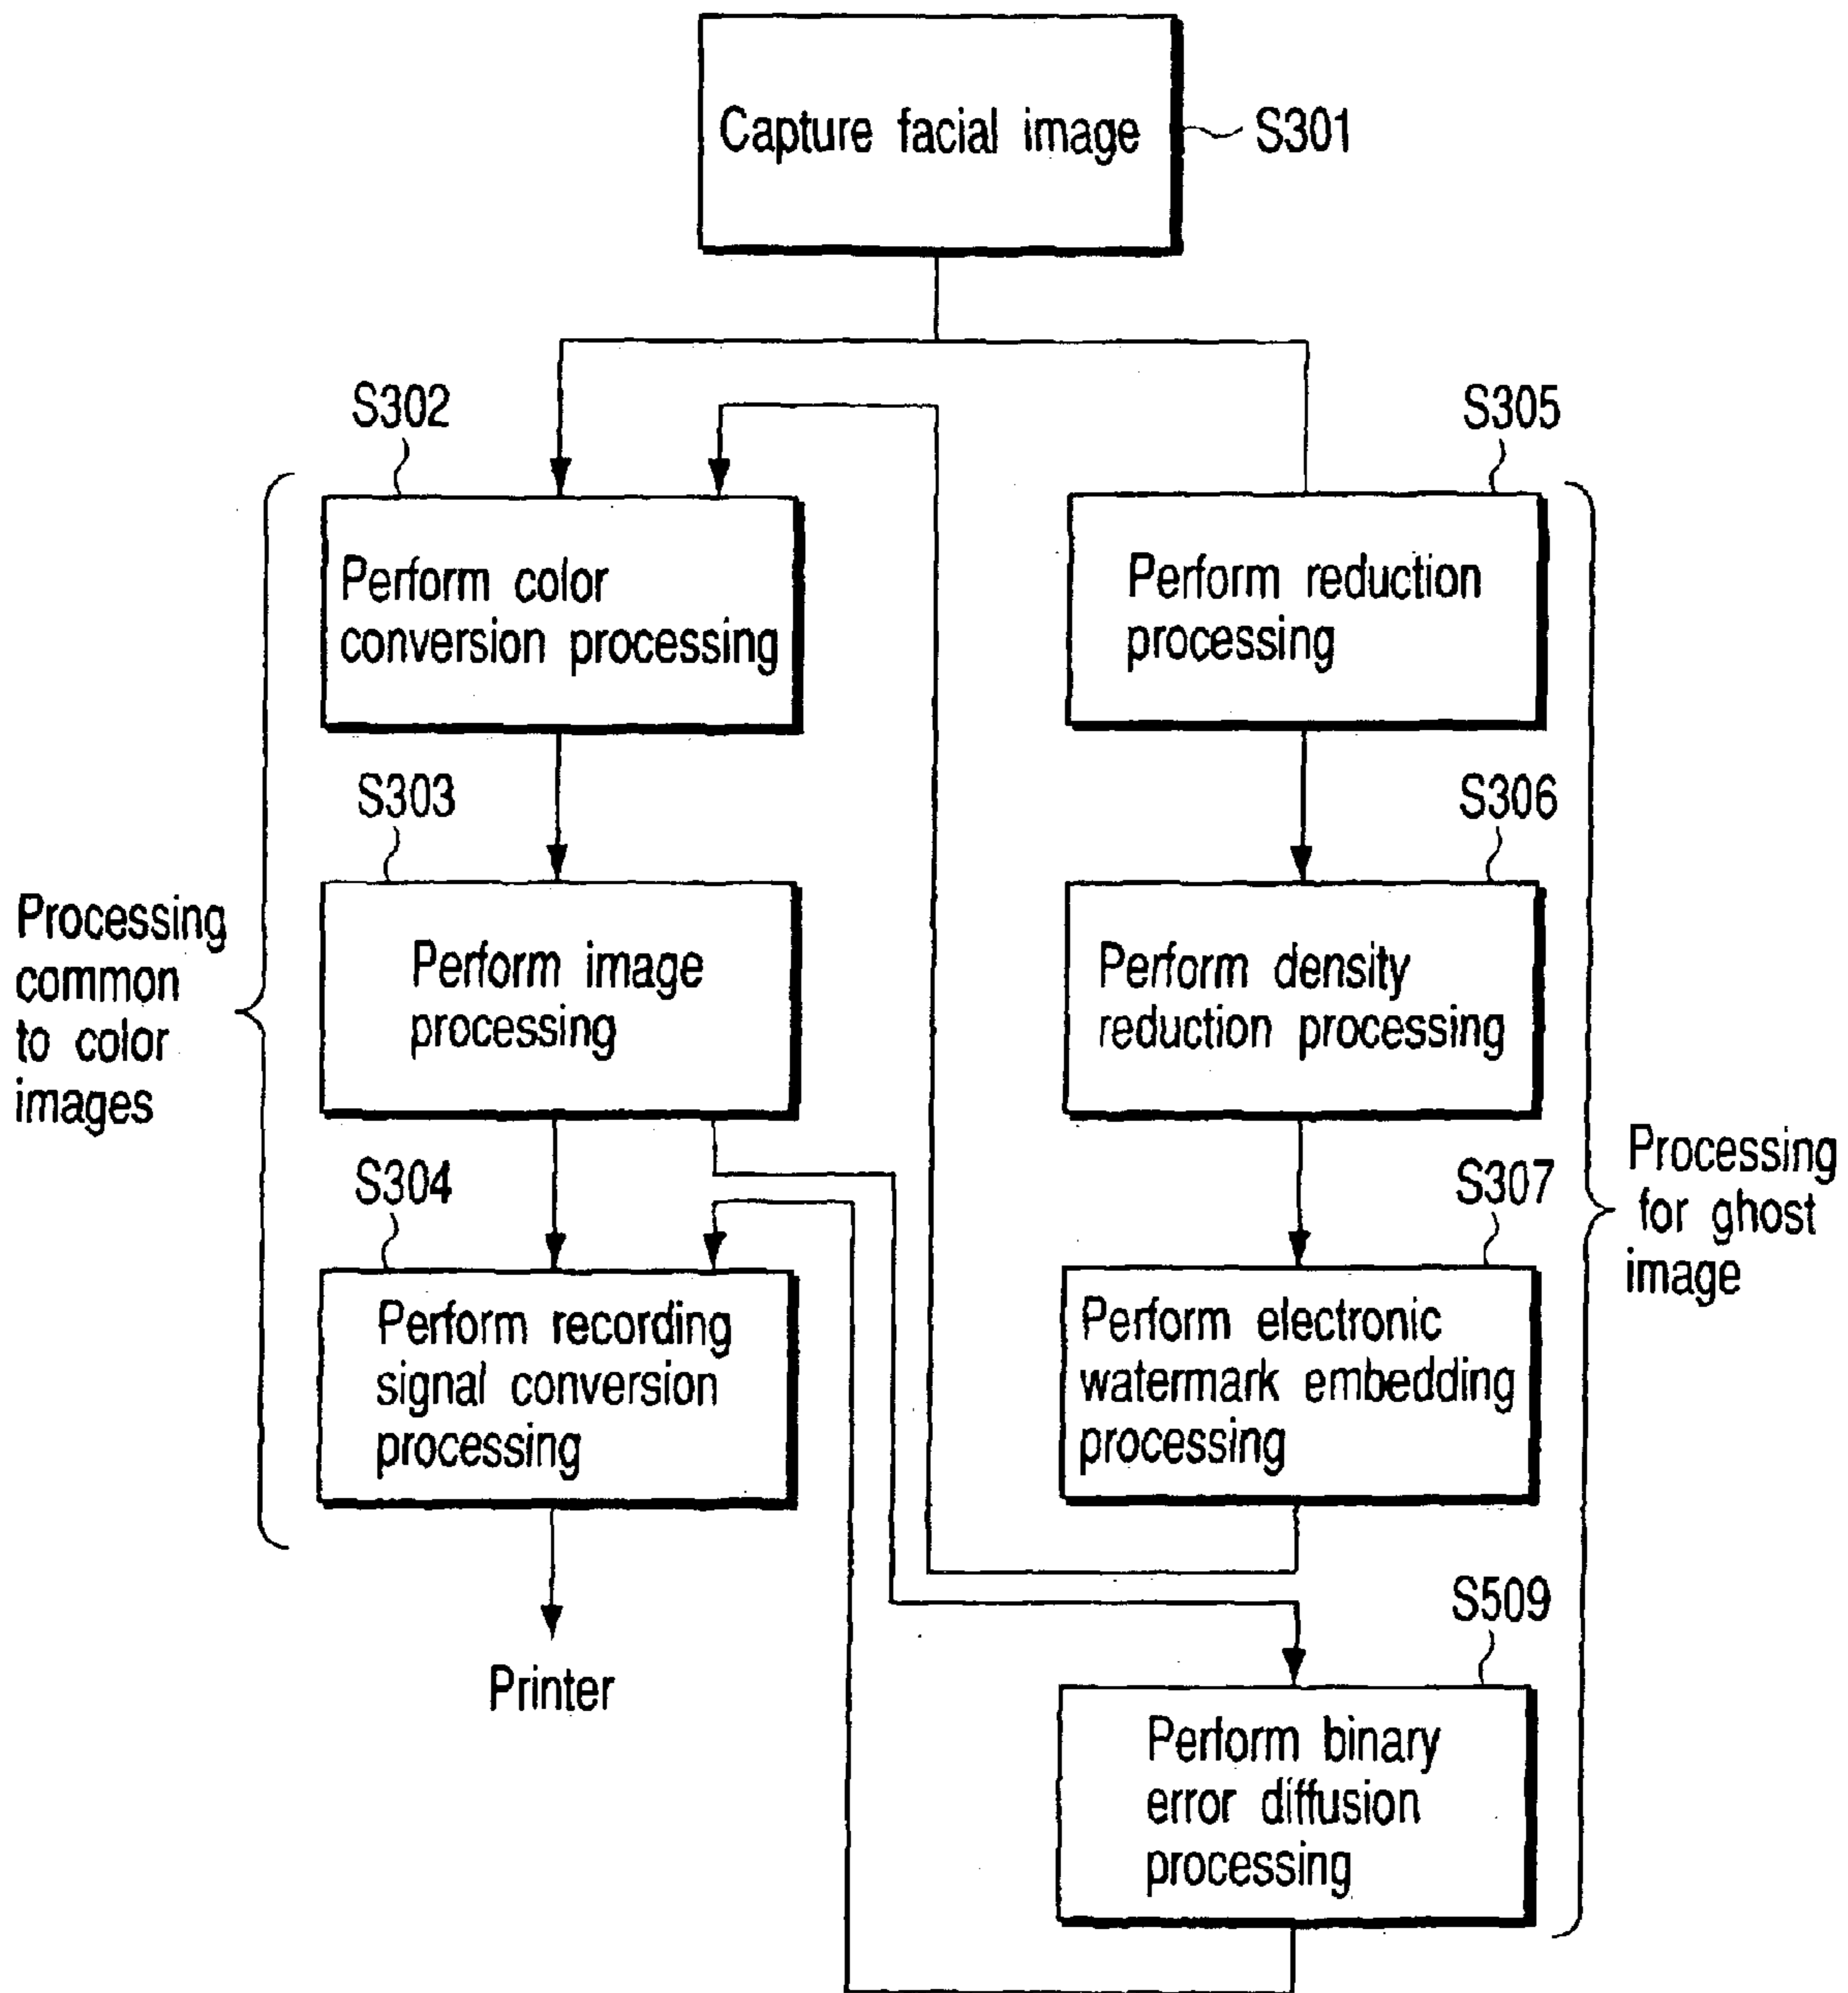 Capture facial image
S301
S302
Perform color
conversion processing
S303
Perform image
processing
S304
Perform recording
signal conversion
processing
Printer
Processing
common
to color
images
S305
Perform reduction
processing
S306
Perform density
reduction processing
S307
Perform electronic
watermark embedding
processing
S509
Perform binary
error diffusion
processing
Processing
for ghost
image